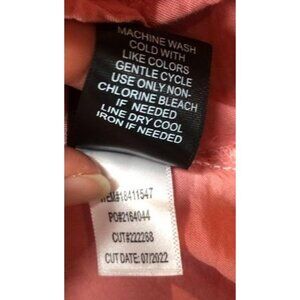 MACHINE WASH
COLD WITH
LIKE COLORS
GENTLE CYCLE
USE ONLY NON-
CHLORINE BLEACH
IF NEEDED
LINE DRY COOL
IRON IF NEEDED
ITEM#18411547
PO#2164044
CUT#222268
CUT DATE: 07/2022